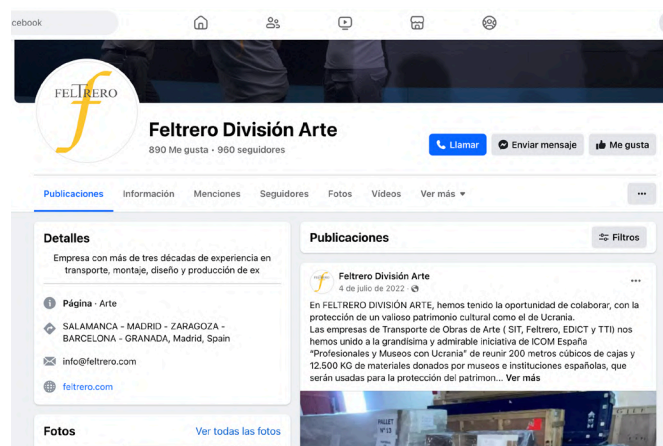 cebook
FELTRERO
f
Feltrero División Arte
890 Me gusta · 960 seguidores
Llamar
Enviar mensaje
Me gusta
Publicaciones
Información
Menciones
Seguidores
Fotos
Vídeos
Ver más
Detalles
Empresa con más de tres décadas de experiencia en
transporte, montaje, diseño y producción de ex
Página · Arte
SALAMANCA - MADRID - ZARAGOZA -
BARCELONA - GRANADA, Madrid, Spain
info@feltrero.com
feltrero.com
Fotos
Ver todas las fotos
Publicaciones
Filtros
Feltrero División Arte
4 de julio de 2022
En FELTRERO DIVISIÓN ARTE, hemos tenido la oportunidad de colaborar, con la
protección de un valioso patrimonio cultural como el de Ucrania.
Las empresas de Transporte de Obras de Arte ( SIT, Feltrero, EDICT y TTI) nos
hemos unido a la grandísima y admirable iniciativa de ICOM España
“Profesionales y Museos con Ucrania” de reunir 200 metros cúbicos de cajas y
12.500 KG de materiales donados por museos e instituciones españolas, que
serán usadas para la protección del patrimon... Ver más
PALLET
Nº 13